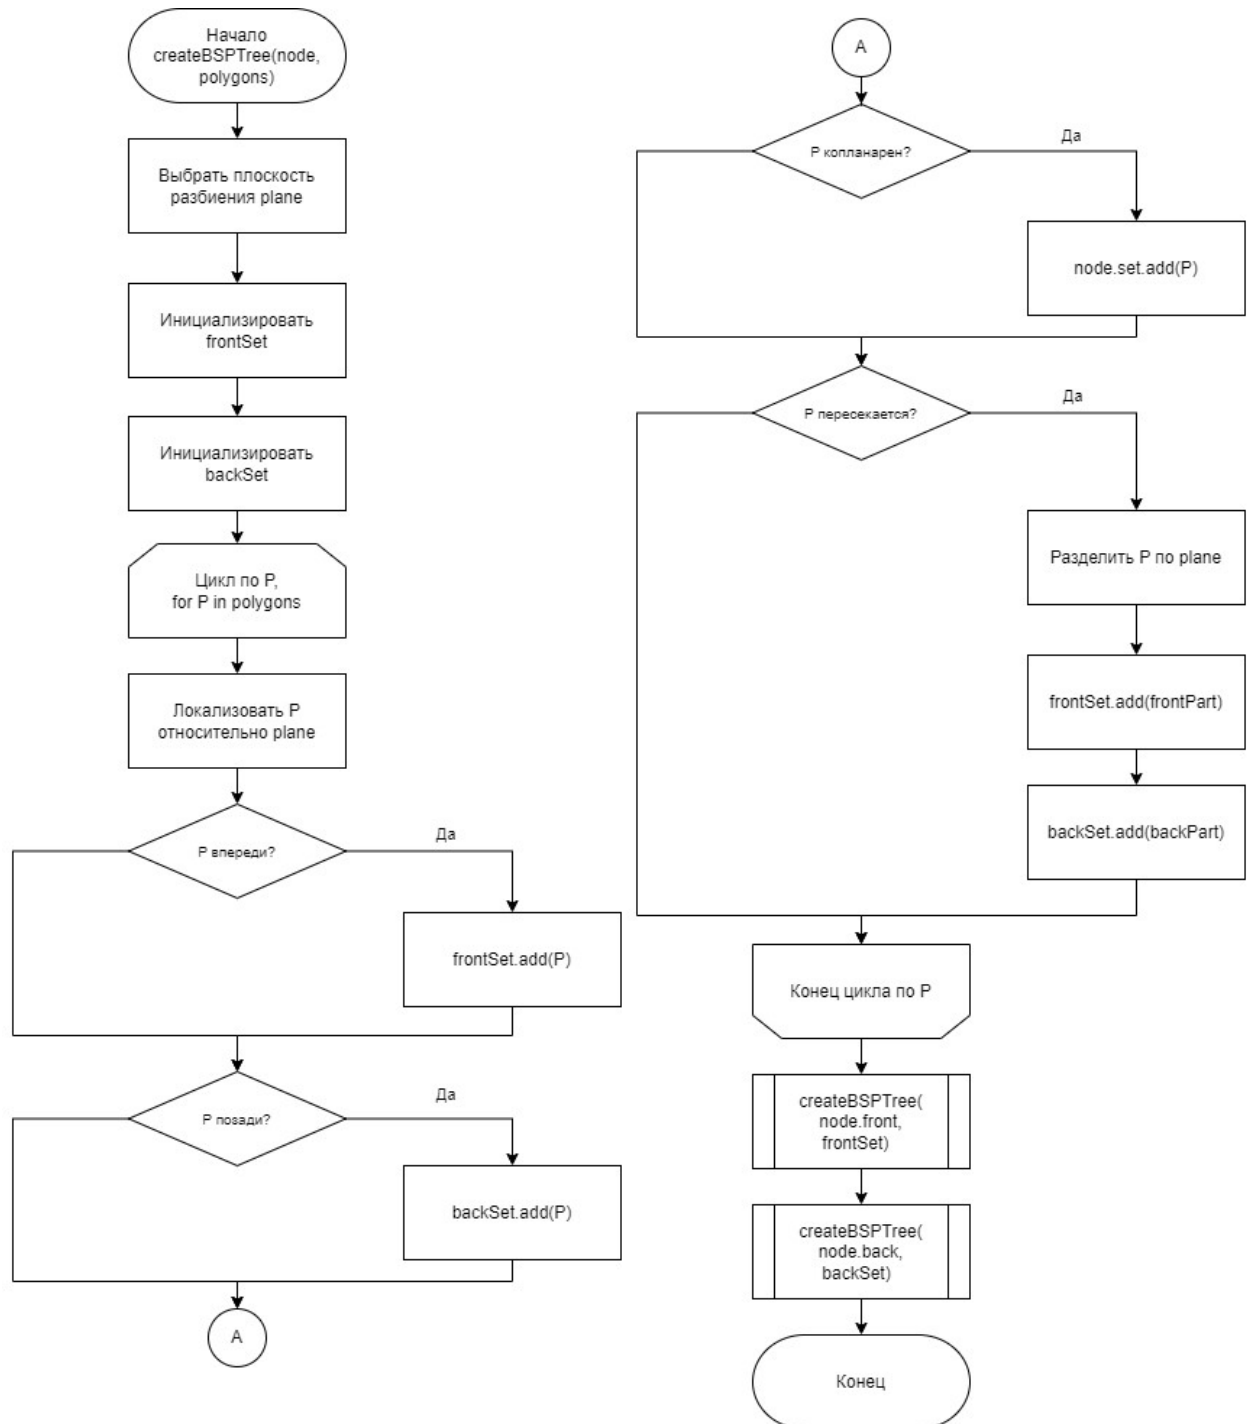 Начало
createBSPTree(node,
polygons)
Выбрать плоскость
разбиения plane
Инициализировать
frontSet
Инициализировать
backSet
Цикл по P,
for P in polygons
Локализовать P
относительно plane
P впереди?
Да
frontSet.add(P)
P позади?
Да
backSet.add(P)
A
A
P копланарен?
Да
node.set.add(P)
P пересекается?
Да
Разделить P по plane
frontSet.add(frontPart)
backSet.add(backPart)
Конец цикла по P
createBSPTree(
node.front,
frontSet)
createBSPTree(
node.back,
backSet)
Конец